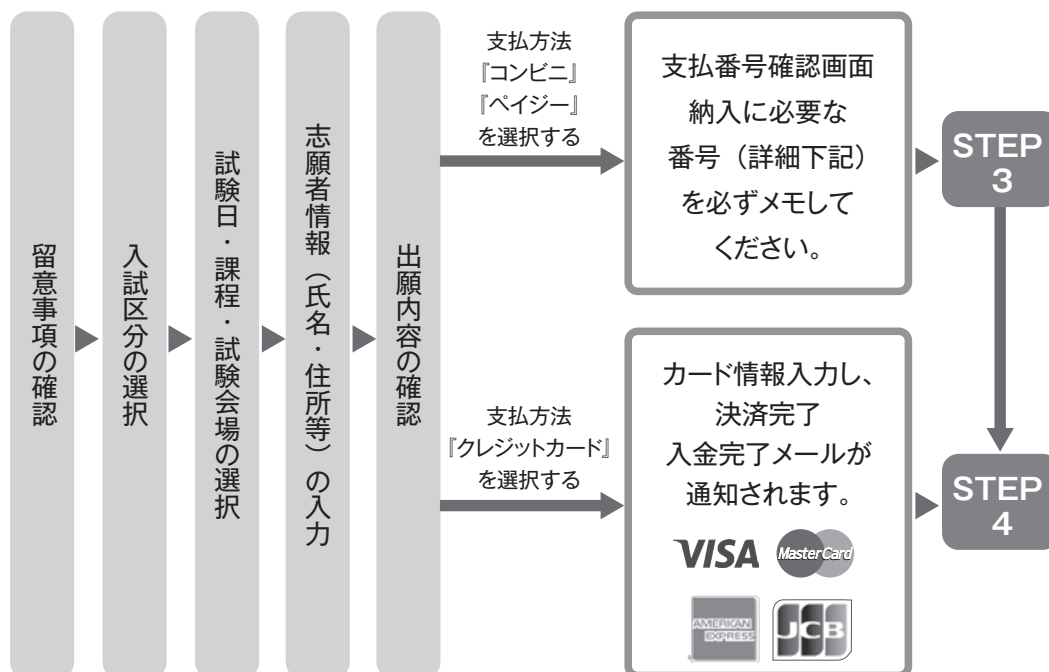 留意事項の確認
入試区分の選択
試験日・課程・試験会場の選択
志願者情報（氏名・住所等）の入力
出願内容の確認
支払方法
『コンビニ』
『ペイジー』
を選択する
支払番号確認画面
納入に必要な
番号（詳細下記）
を必ずメモして
ください。
STEP
3
支払方法
『クレジットカード』
を選択する
カード情報入力し、
決済完了
入金完了メールが
通知されます。
VISA
MasterCard
AMERICAN
EXPRESS
JCB
STEP
4